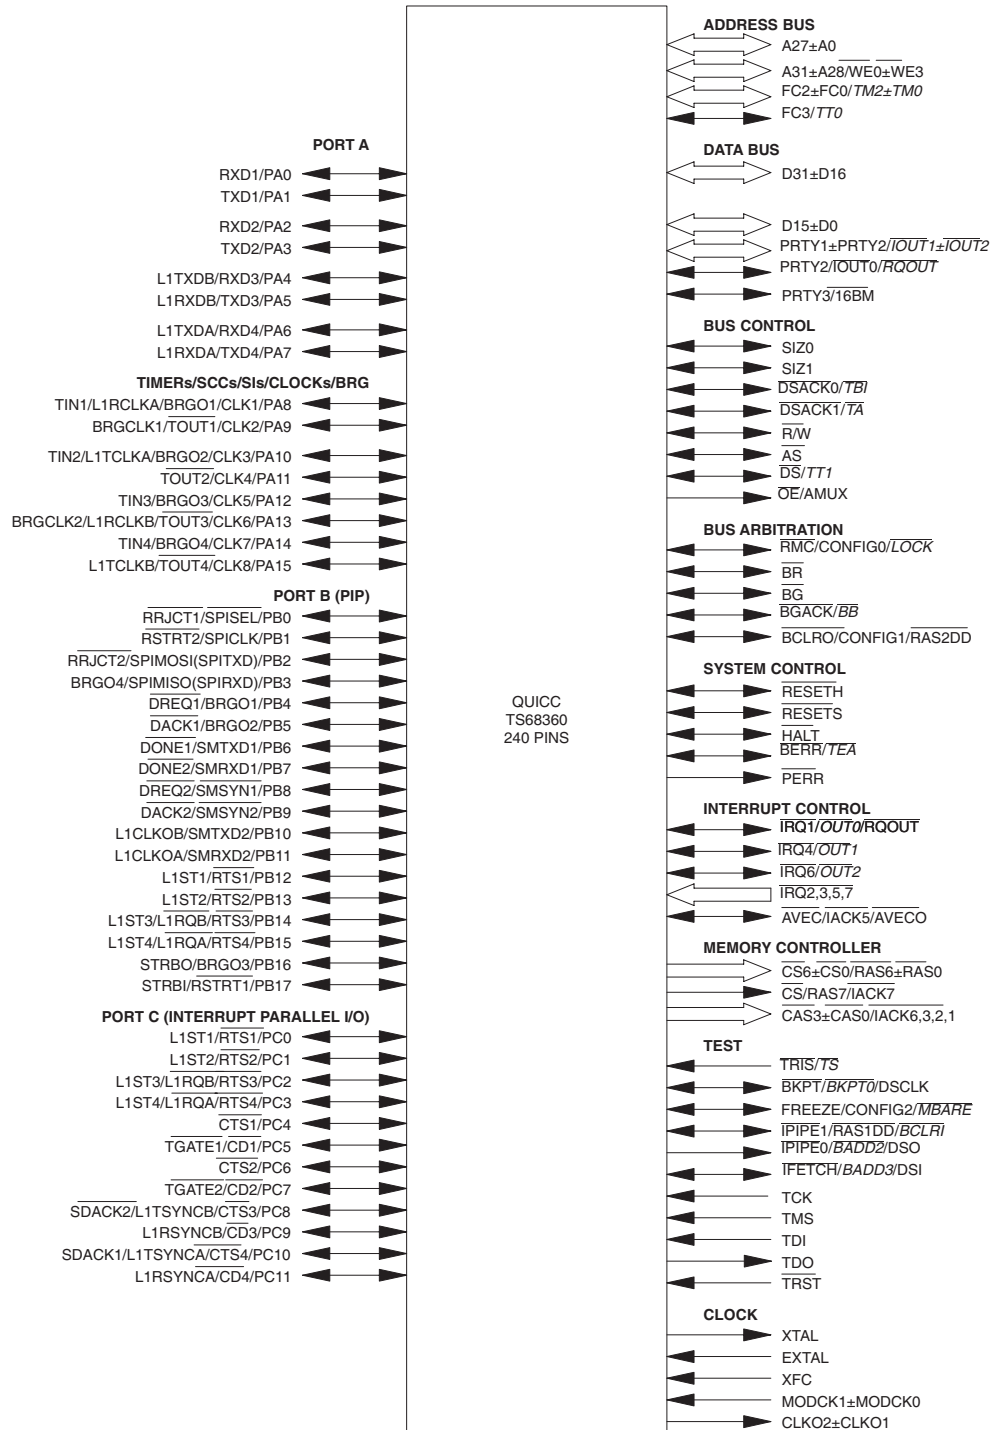 PORT A
RXD1/PA0
TXD1/PA1
RXD2/PA2
TXD2/PA3
L1TXDB/RXD3/PA4
L1RXDB/TXD3/PA5
L1TXDA/RXD4/PA6
L1RXDA/TXD4/PA7
TIMERs/SCCs/SIs/CLOCKs/BRG
TIN1/L1RCLKA/BRGO1/CLK1/PA8
BRGCLK1/TOUT1/CLK2/PA9
TIN2/L1TCLKA/BRGO2/CLK3/PA10
TOUT2/CLK4/PA11
TIN3/BRGO3/CLK5/PA12
BRGCLK2/L1RCLKB/TOUT3/CLK6/PA13
TIN4/BRGO4/CLK7/PA14
L1TCLKB/TOUT4/CLK8/PA15
PORT B (PIP)
RRJCT1/SPISEL/PB0
RSTRT2/SPICLK/PB1
RRJCT2/SPIMOSI(SPITXD)/PB2
BRGO4/SPIMISO(SPIRXD)/PB3
DREQ1/BRGO1/PB4
DACK1/BRGO2/PB5
DONE1/SMTXD1/PB6
DONE2/SMRXD1/PB7
DREQ2/SMSYN1/PB8
DACK2/SMSYN2/PB9
L1CLKOB/SMTXD2/PB10
L1CLKOA/SMRXD2/PB11
L1ST1/RTS1/PB12
L1ST2/RTS2/PB13
L1ST3/L1RQB/RTS3/PB14
L1ST4/L1RQA/RTS4/PB15
STRBO/BRGO3/PB16
STRBI/RSTRT1/PB17
PORT C (INTERRUPT PARALLEL I/O)
L1ST1/RTS1/PC0
L1ST2/RTS2/PC1
L1ST3/L1RQB/RTS3/PC2
L1ST4/L1RQA/RTS4/PC3
CTS1/PC4
TGATE1/CD1/PC5
CTS2/PC6
TGATE2/CD2/PC7
SDACK2/L1TSYNCB/CTS3/PC8
L1RSYNCB/CD3/PC9
SDACK1/L1TSYNCA/CTS4/PC10
L1RSYNCA/CD4/PC11
QUICC
TS68360
240 PINS
ADDRESS BUS
A27±A0
A31±A28/WE0±WE3
FC2±FC0/TM2±TM0
FC3/TT0
DATA BUS
D31±D16
D15±D0
PRTY1±PRTY2/IOUT1±IOUT2
PRTY2/IOUT0/RQOUT
PRTY3/16BM
BUS CONTROL
SIZ0
SIZ1
DSACK0/TBI
DSACK1/TA
R/W
AS
DS/TT1
OE/AMUX
BUS ARBITRATION
RMC/CONFIG0/LOCK
BR
BG
BGACK/BB
BCLRO/CONFIG1/RAS2DD
SYSTEM CONTROL
RESETH
RESETS
HALT
BERR/TEA
PERR
INTERRUPT CONTROL
IRQ1/OUT0/RQOUT
IRQ4/OUT1
IRQ6/OUT2
IRQ2,3,5,7
AVEC/IACK5/AVECO
MEMORY CONTROLLER
CS6±CS0/RAS6±RAS0
CS/RAS7/IACK7
CAS3±CAS0/IACK6,3,2,1
TEST
TRIS/TS
BKPT/BKPT0/DSCLK
FREEZE/CONFIG2/MBARE
IPIPE1/RAS1DD/BCLRI
IPIPE0/BADD2/DSO
IFETCH/BADD3/DSI
TCK
TMS
TDI
TDO
TRST
CLOCK
XTAL
EXTAL
XFC
MODCK1±MODCK0
CLKO2±CLKO1